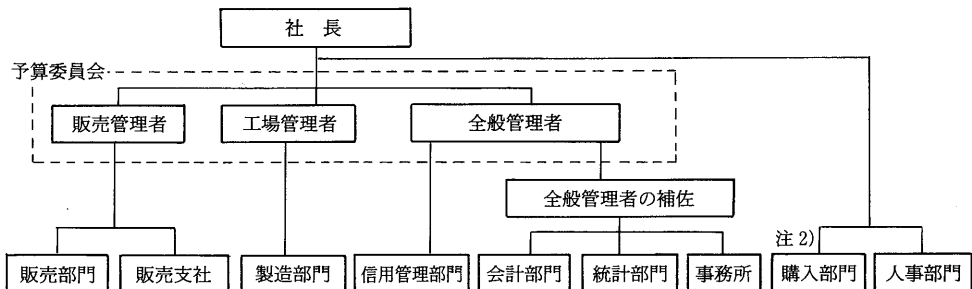 社 長
予算委員会
販売管理者 工場管理者 全般管理者
全般管理者の補佐
注2)
販売部門 販売支社 製造部門 信用管理部門 会計部門 統計部門 事務所 購入部門 人事部門